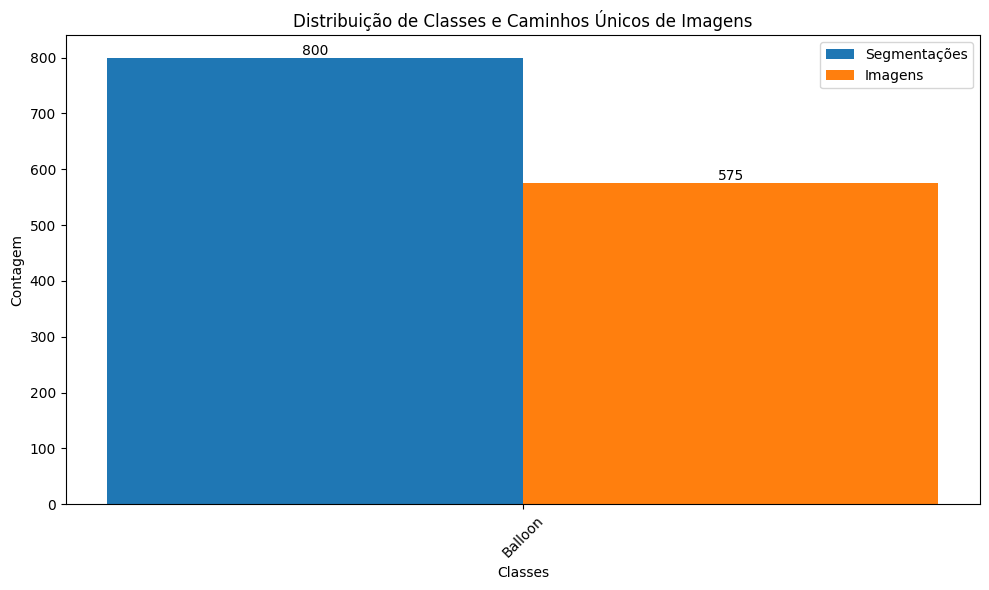 Distribuição de Classes e Caminhos Únicos de Imagens
Segmentações
Imagens
800
575
Contagem
800
700
600
500
400
300
200
100
0
Balloon
Classes